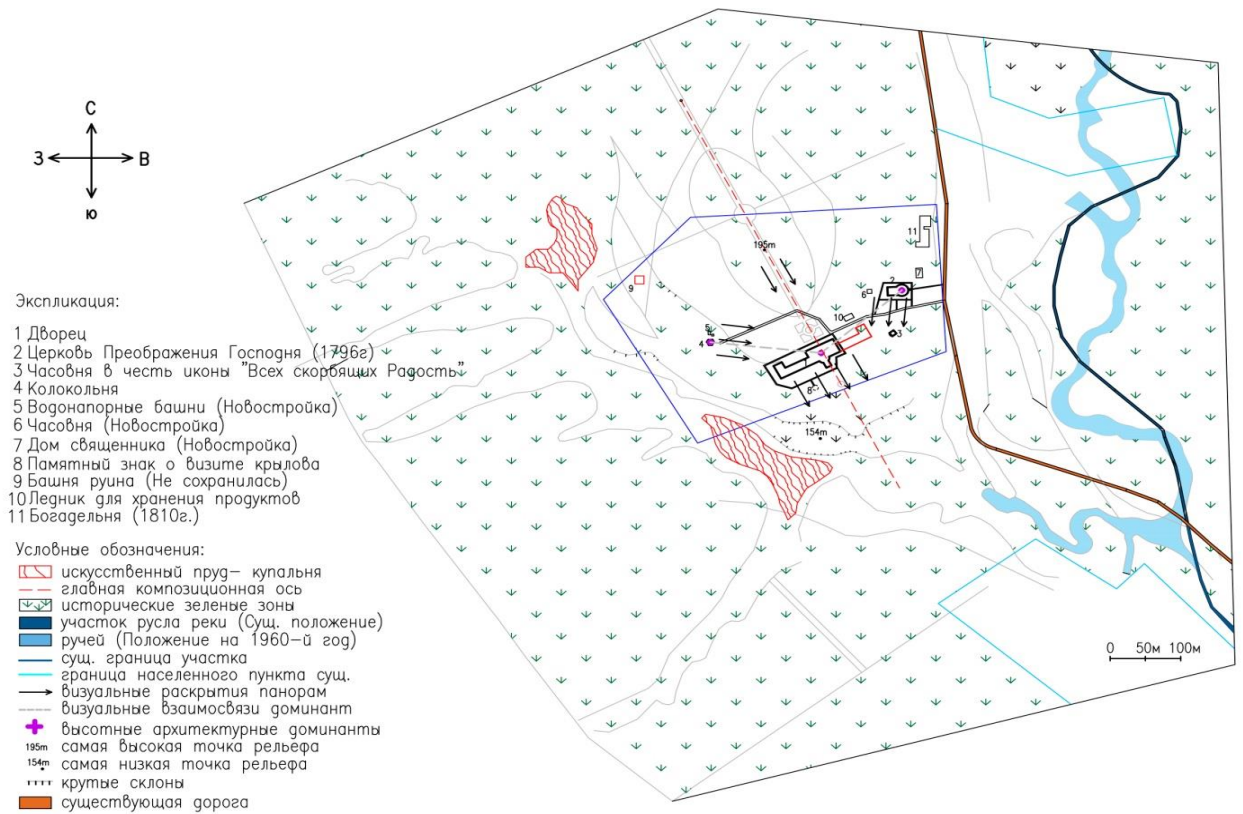 С
З В
ю
Экспликация:
1 Дворец
2 Церковь Преображения Господня (1796г)
3 Часовня в честь иконы "Всех скорбящих Радость"
4 Колокольня
5 Водонапорные башни (Новостройка)
6 Часовня (Новостройка)
7 Дом священника (Новостройка)
8 Памятный знак о визите крылова
9 Башня руина (Не сохранилась)
10 Ледник для хранения продуктов
11 Богадельня (1810г.)
Условные обозначения:
искусственный пруд- купальня
главная композиционная ось
исторические зеленые зоны
участок русла реки (Сущ. положение)
ручей (Положение на 1960-й год)
сущ. граница участка
граница населенного пункта сущ.
визуальные раскрытия панорам
визуальные взаимосвязи доминант
высотные архитектурные доминанты
195m самая высокая точка рельефа
154m самая низкая точка рельефа
крутые склоны
существующая дорога
11
195m
7
2
9
6
10
5
4
3
8
154m
0 50м 100м